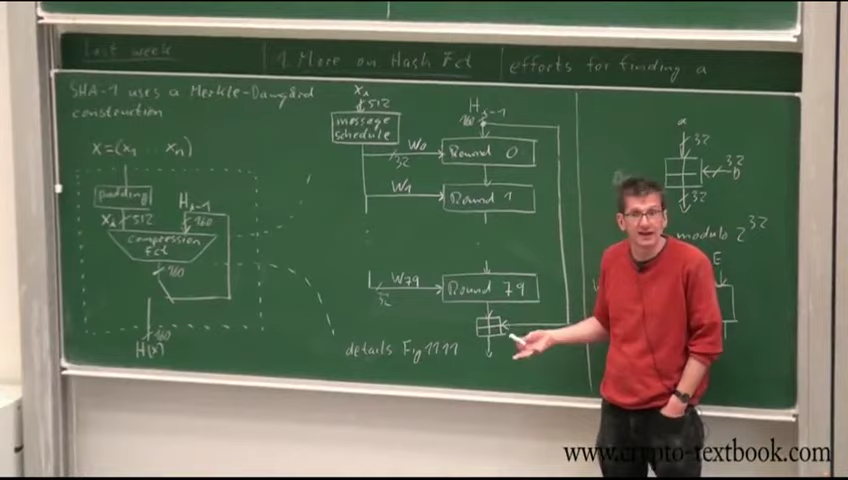 Last week
1. More on Hash Fct
efforts for finding a
SHA-1 uses a Merkle-Damgård
construction
X=(x1 ... xn)
padding
Xi 512
Hi-1
160
compression
fct
160
160
H(x)
Xi
512
message
schedule
Hi-1
160
W0
32
Round 0
W1
Round 1
W79
32
Round 79
details Fig 11.11
a
32
32
b
32
modulo 2^32
E
www.crypto-textbook.com